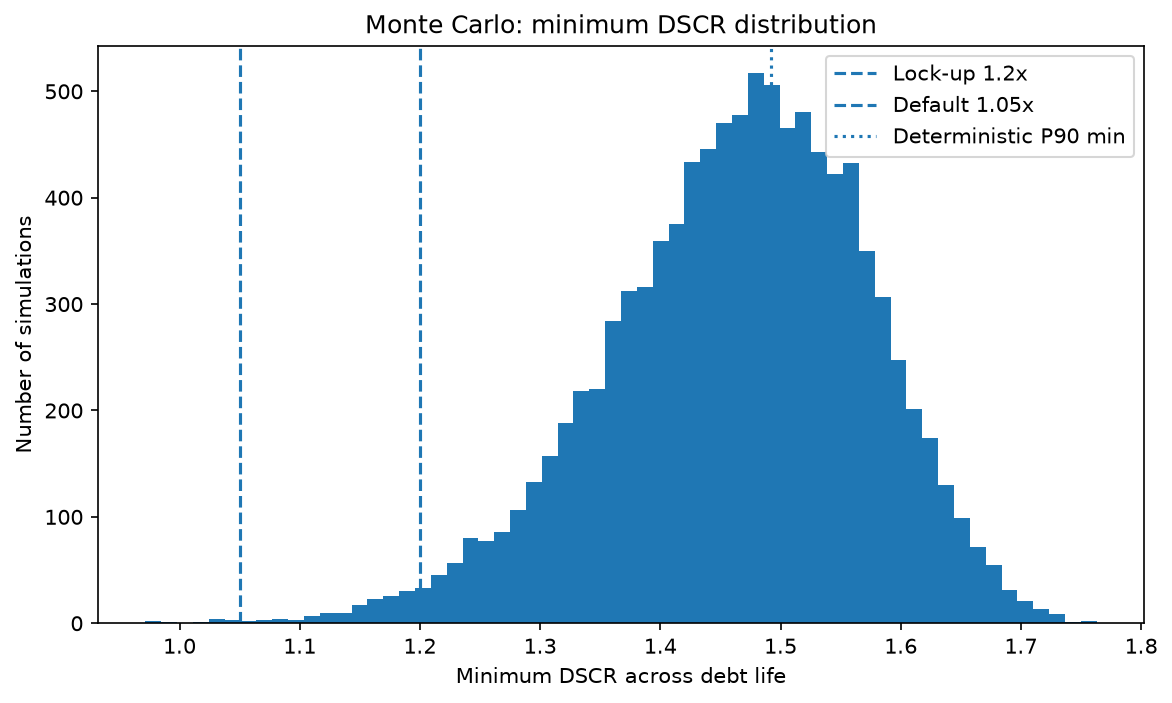 Monte Carlo: minimum DSCR distribution
Lock-up 1.2x
Default 1.05x
Deterministic P90 min
500
400
300
200
100
0
Number of simulations
1.0 1.1 1.2 1.3 1.4 1.5 1.6 1.7 1.8
Minimum DSCR across debt life